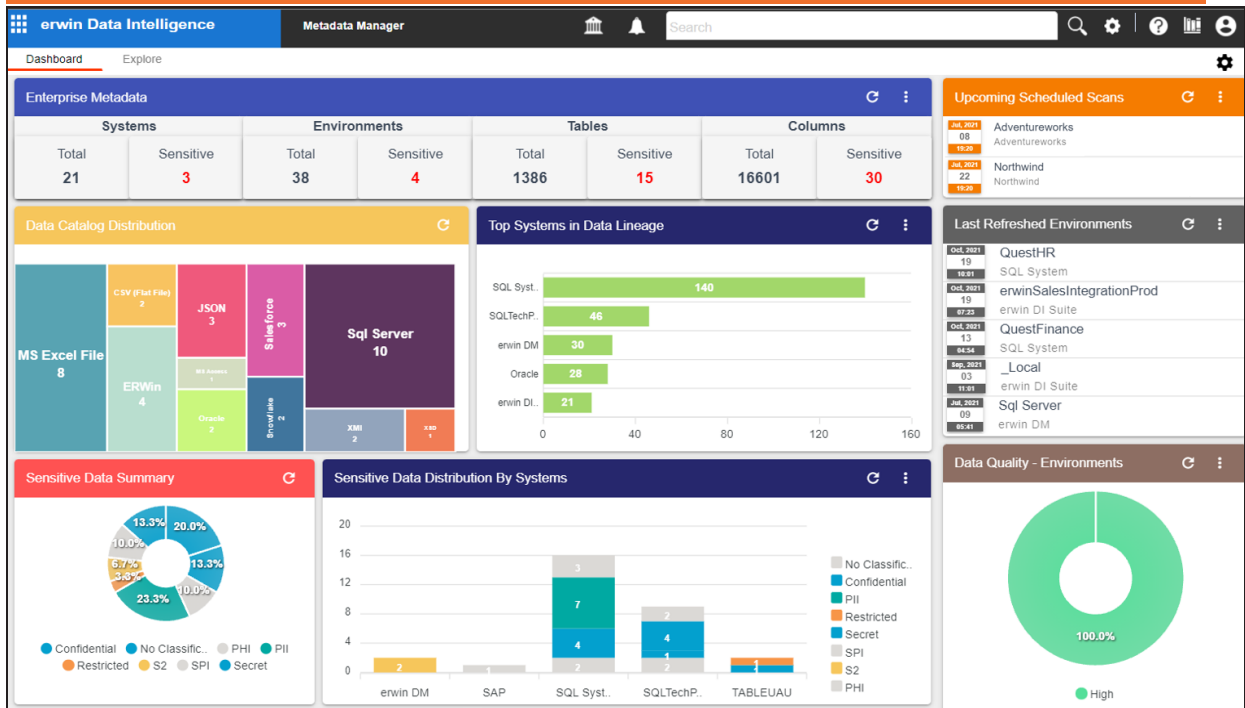 erwin Data Intelligence
Metadata Manager
Search
Dashboard
Explore
Enterprise Metadata
Systems
Environments
Tables
Columns
Total
Sensitive
Total
Sensitive
Total
Sensitive
Total
Sensitive
21
3
38
4
1386
15
16601
30
Upcoming Scheduled Scans
Jul, 2021
08
19:20
Adventureworks
Adventureworks
Jul, 2021
22
19:20
Northwind
Northwind
Data Catalog Distribution
MS Excel File
8
CSV (Flat File)
2
ERWin
4
JSON
3
MS Access
1
Oracle
2
Salesforce
3
Snowflake
2
Sql Server
10
XMI
2
XSD
1
Top Systems in Data Lineage
SQL Syst..
140
SQLTechP..
46
erwin DM
30
Oracle
28
erwin DI..
21
0
40
80
120
160
Last Refreshed Environments
Oct, 2021
19
10:01
QuestHR
SQL System
Oct, 2021
19
07:23
erwinSalesIntegrationProd
erwin DI Suite
Oct, 2021
13
04:54
QuestFinance
SQL System
Sep, 2021
03
11:01
_Local
erwin DI Suite
Jul, 2021
09
05:41
Sql Server
erwin DM
Sensitive Data Summary
13.3%
20.0%
10.0%
6.7%
13.3%
3.3%
10.0%
23.3%
Confidential
No Classific..
PHI
PII
Restricted
S2
SPI
Secret
Sensitive Data Distribution By Systems
20
16
12
8
4
0
2
1
3
7
4
2
2
4
1
2
1
erwin DM
SAP
SQL Syst..
SQLTechP..
TABLEUAU
No Classific..
Confidential
PII
Restricted
Secret
SPI
S2
PHI
Data Quality - Environments
100.0%
High